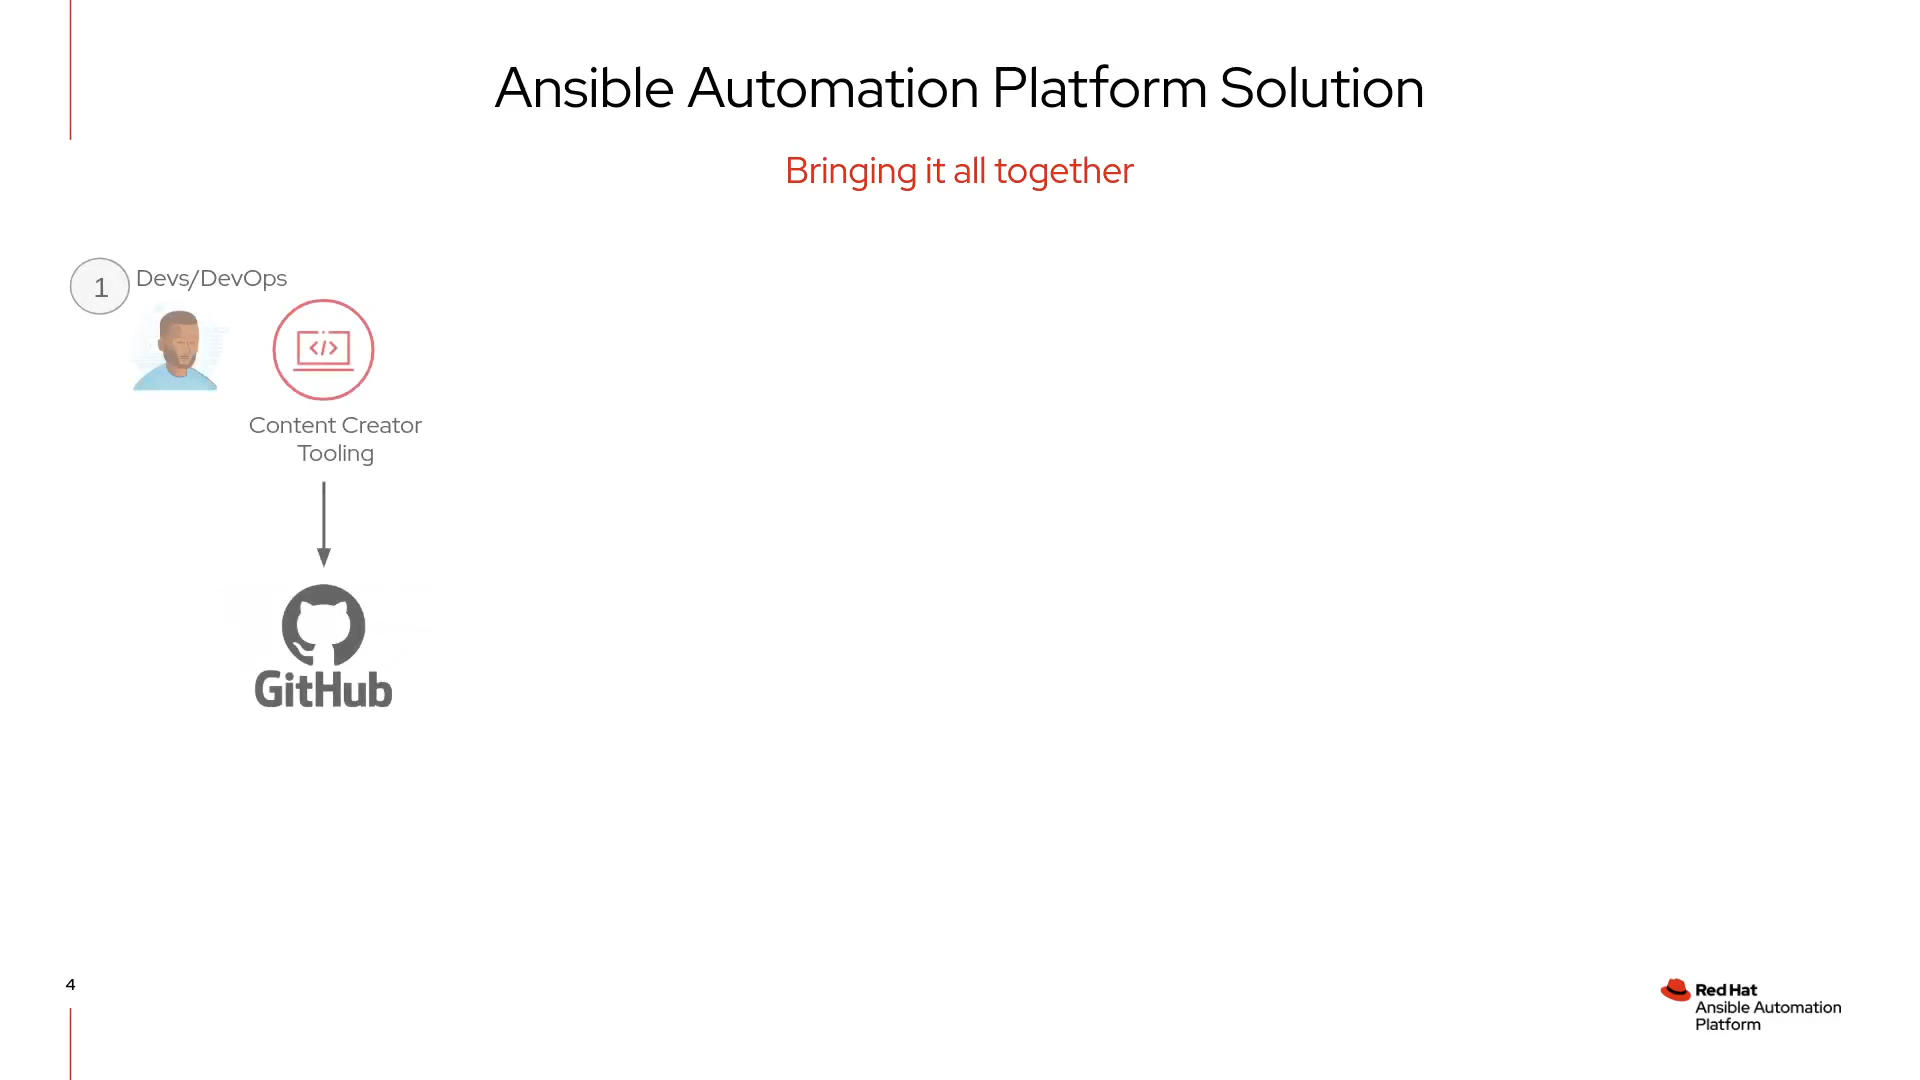 Ansible Automation Platform Solution
Bringing it all together
1
Devs/DevOps
</>
Content Creator
Tooling
GitHub
4
Red Hat
Ansible Automation
Platform